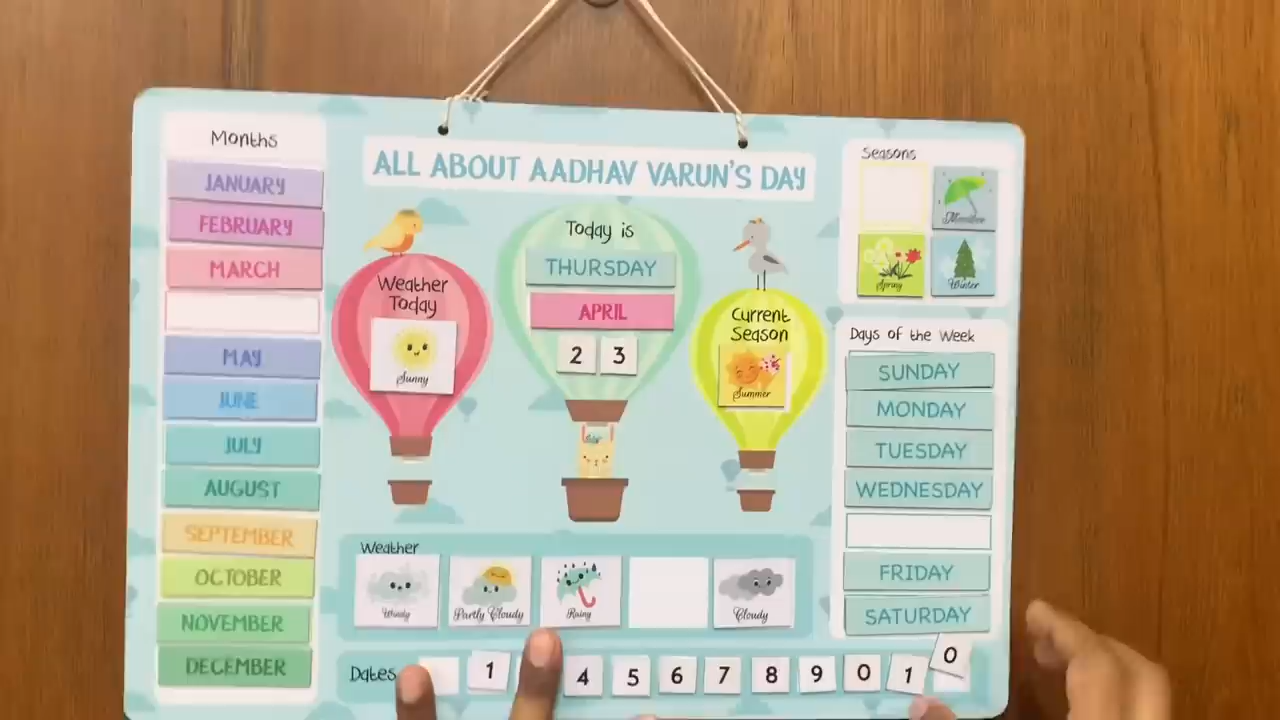 ALL ABOUT AADHAV VARUN'S DAY
Months
JANUARY
FEBRUARY
MARCH
MAY
JUNE
JULY
AUGUST
SEPTEMBER
OCTOBER
NOVEMBER
DECEMBER
Weather
Today
Sunny
Today is
THURSDAY
APRIL
2 3
Current
Season
Summer
Seasons
Monsoon
Spring
Winter
Days of the Week
SUNDAY
MONDAY
TUESDAY
WEDNESDAY
FRIDAY
SATURDAY
Weather
Windy
Partly Cloudy
Rainy
Cloudy
Dates
1 4 5 6 7 8 9 0 1 0